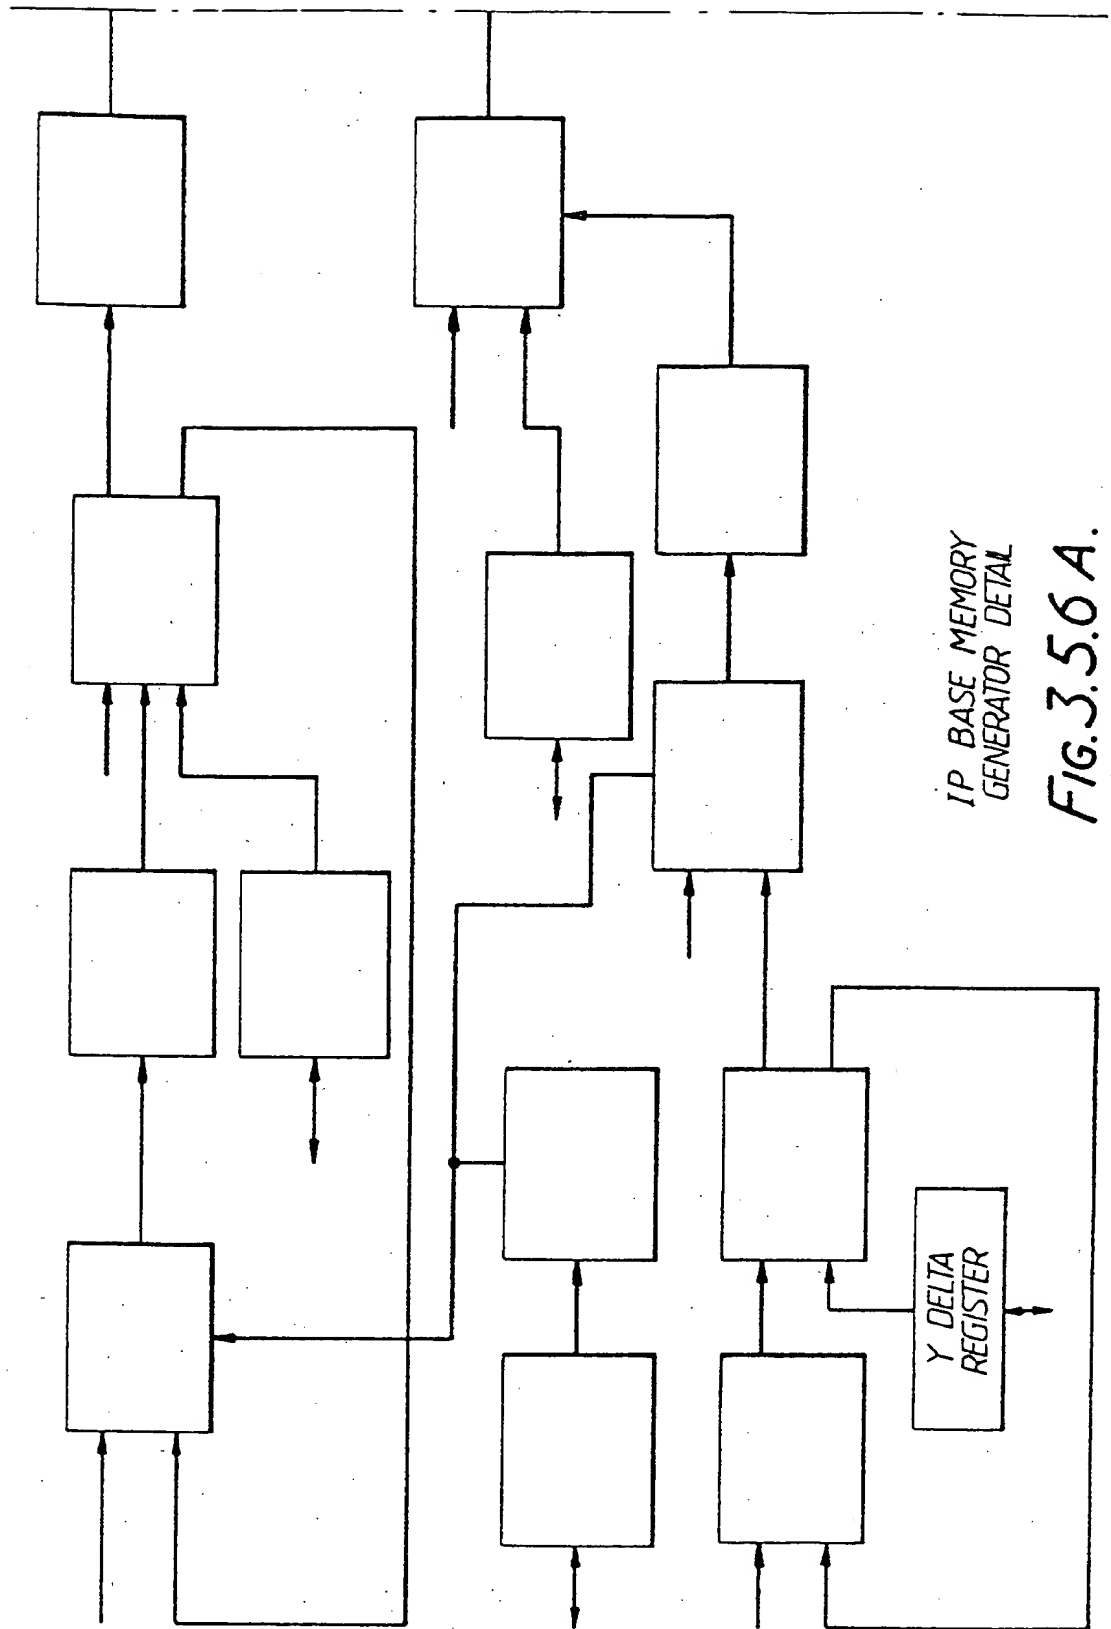 Y DELTA
REGISTER
IP BASE MEMORY
GENERATOR DETAIL
FIG. 3.5.6 A.